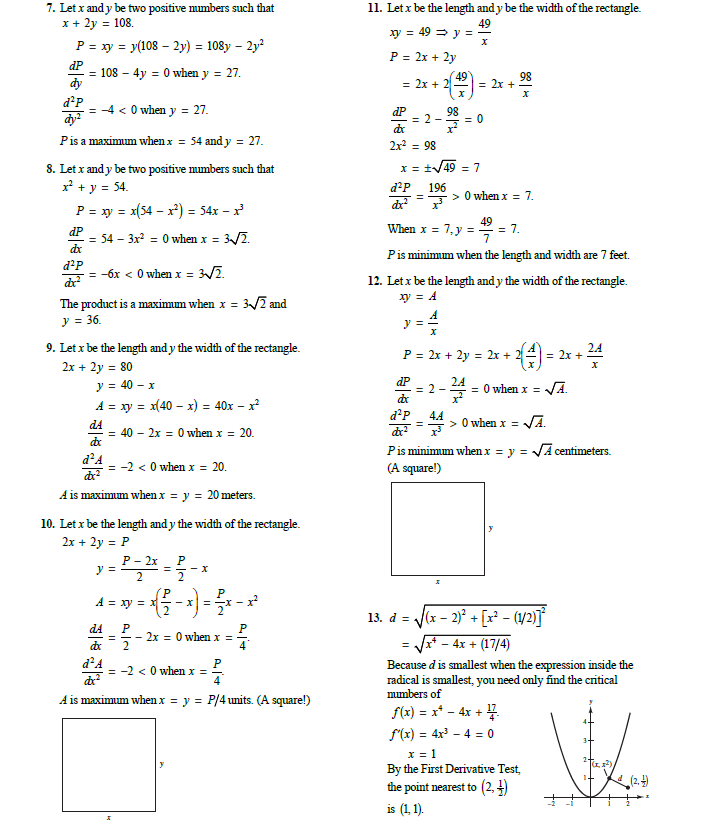 7. Let x and y be two positive numbers such that
x + 2y = 108.
P = xy = y(108 − 2y) = 108y − 2y²
dP/dy = 108 − 4y = 0 when y = 27.
d²P/dy² = −4 < 0 when y = 27.
P is a maximum when x = 54 and y = 27.
8. Let x and y be two positive numbers such that
x² + y = 54.
P = xy = x(54 − x²) = 54x − x³
dP/dx = 54 − 3x² = 0 when x = 3√2.
d²P/dx² = −6x < 0 when x = 3√2.
The product is a maximum when x = 3√2 and
y = 36.
9. Let x be the length and y the width of the rectangle.
2x + 2y = 80
y = 40 − x
A = xy = x(40 − x) = 40x − x²
dA/dx = 40 − 2x = 0 when x = 20.
d²A/dx² = −2 < 0 when x = 20.
A is maximum when x = y = 20 meters.
10. Let x be the length and y the width of the rectangle.
2x + 2y = P
y = (P − 2x)/2 = P/2 − x
A = xy = x(P/2 − x) = P/2 x − x²
dA/dx = P/2 − 2x = 0 when x = P/4.
d²A/dx² = −2 < 0 when x = P/4.
A is maximum when x = y = P/4 units. (A square!)
y
x
11. Let x be the length and y be the width of the rectangle.
xy = 49 ⇒ y = 49/x
P = 2x + 2y
= 2x + 2(49/x) = 2x + 98/x
dP/dx = 2 − 98/x² = 0
2x² = 98
x = ±√49 = 7
d²P/dx² = 196/x³ > 0 when x = 7.
When x = 7, y = 49/7 = 7.
P is minimum when the length and width are 7 feet.
12. Let x be the length and y the width of the rectangle.
xy = A
y = A/x
P = 2x + 2y = 2x + 2(A/x) = 2x + 2A/x
dP/dx = 2 − 2A/x² = 0 when x = √A.
d²P/dx² = 4A/x³ > 0 when x = √A.
P is minimum when x = y = √A centimeters.
(A square!)
y
x
13. d = √((x − 2)² + [x² − (1/2)]²)
= √(x⁴ − 4x + (17/4))
Because d is smallest when the expression inside the
radical is smallest, you need only find the critical
numbers of
f(x) = x⁴ − 4x + 17/4.
f′(x) = 4x³ − 4 = 0
x = 1
By the First Derivative Test,
the point nearest to (2, 1/2)
is (1, 1).
y
4
3
2
(x, x²)
1
d
(2, 1/2)
x
−2 −1 1 2